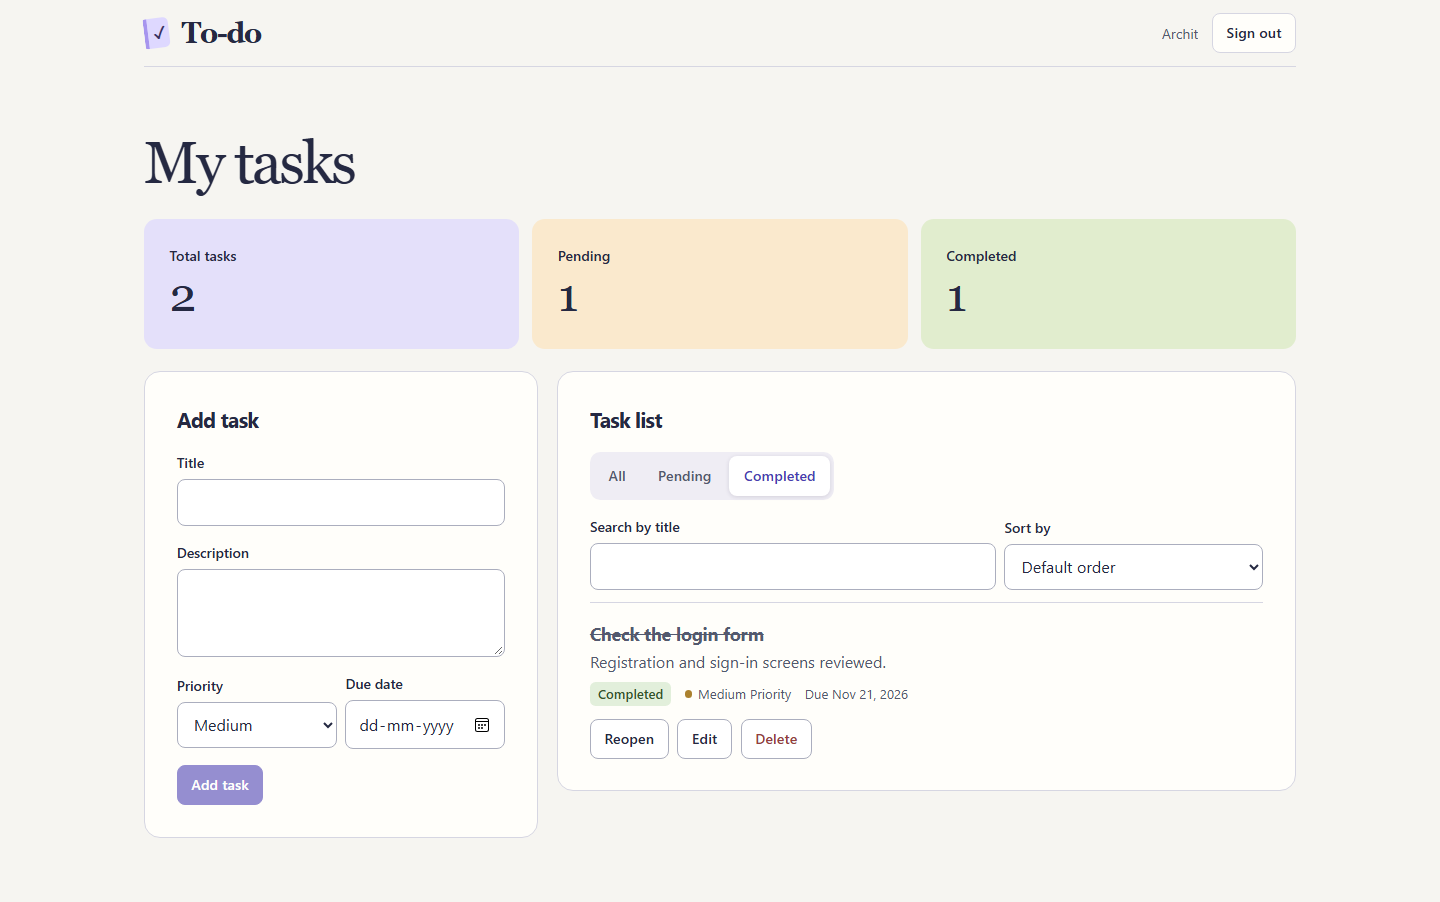 To-do
Archit
Sign out
My tasks
Total tasks
2
Pending
1
Completed
1
Add task
Title
Description
Priority
Due date
Medium
dd-mm-yyyy
Add task
Task list
All
Pending
Completed
Search by title
Sort by
Default order
Check the login form
Registration and sign-in screens reviewed.
Completed
Medium Priority
Due Nov 21, 2026
Reopen
Edit
Delete